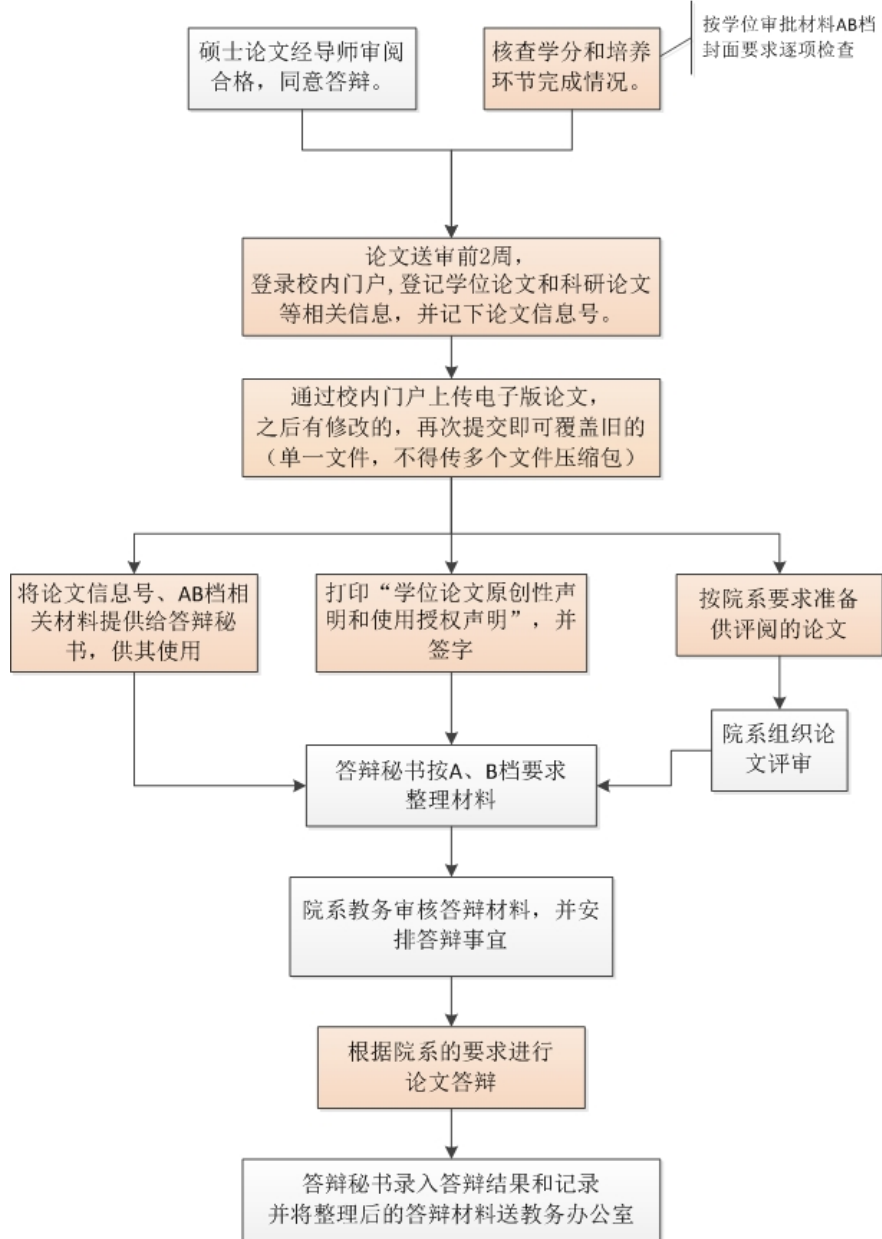 硕士论文经导师审阅
合格，同意答辩。
核查学分和培养
环节完成情况。
按学位审批材料AB档
封面要求逐项检查
论文送审前2周，
登录校内门户,登记学位论文和科研论文
等相关信息，并记下论文信息号。
通过校内门户上传电子版论文，
之后有修改的，再次提交即可覆盖旧的
（单一文件，不得传多个文件压缩包）
将论文信息号、AB档相
关材料提供给答辩秘
书，供其使用
打印“学位论文原创性声
明和使用授权声明”，并
签字
按院系要求准备
供评阅的论文
院系组织论
文评审
答辩秘书按A、B档要求
整理材料
院系教务审核答辩材料，并安
排答辩事宜
根据院系的要求进行
论文答辩
答辩秘书录入答辩结果和记录
并将整理后的答辩材料送教务办公室